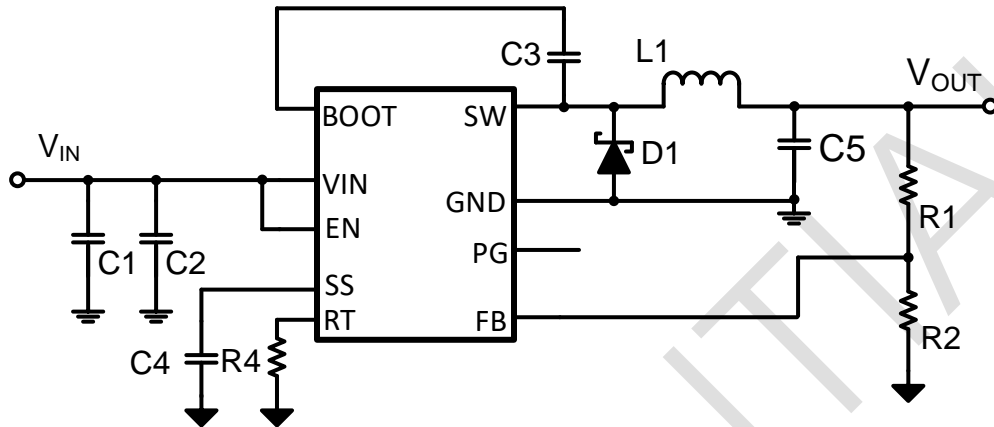 C3
L1
VOUT
BOOT
SW
VIN
D1
C5
VIN
GND
EN
R1
C1
C2
PG
SS
RT
FB
R2
C4
R4